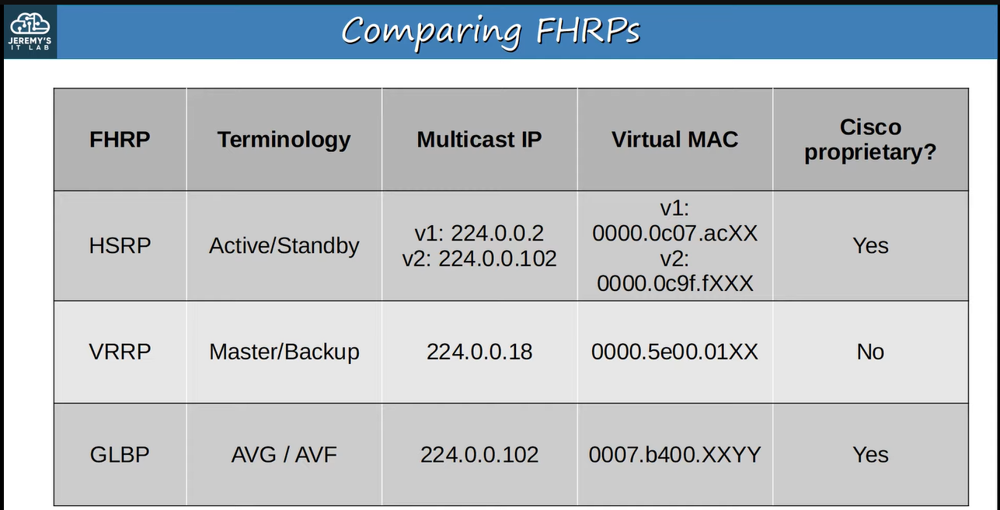 JEREMY'S
IT LAB
Comparing FHRPs
FHRP
Terminology
Multicast IP
Virtual MAC
Cisco
proprietary?
HSRP
Active/Standby
v1: 224.0.0.2
v2: 224.0.0.102
v1:
0000.0c07.acXX
v2:
0000.0c9f.fXXX
Yes
VRRP
Master/Backup
224.0.0.18
0000.5e00.01XX
No
GLBP
AVG / AVF
224.0.0.102
0007.b400.XXYY
Yes